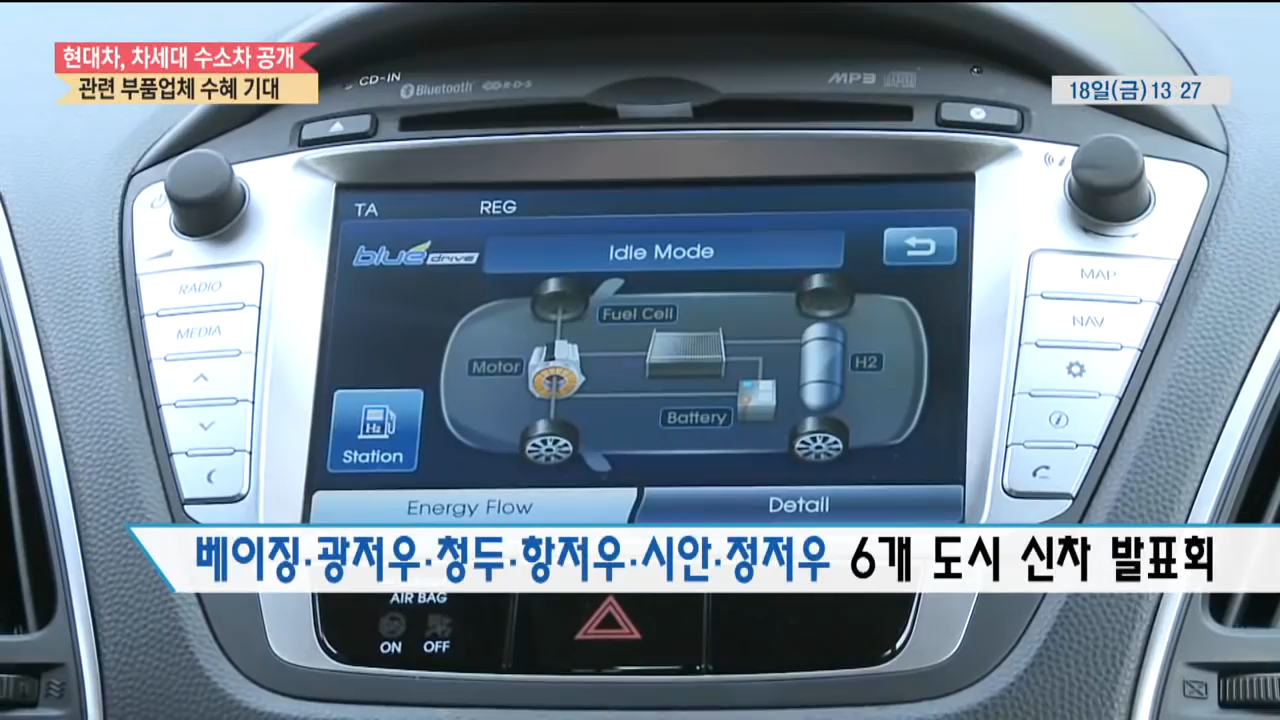 현대차, 차세대 수소차 공개
관련 부품업체 수혜 기대
18일(금) 13 27
CD-IN
Bluetooth
R·D·S
MP3
TA
REG
blue drive
Idle Mode
Fuel Cell
Motor
H2
Battery
H2
Station
Energy Flow
Detail
RADIO
MEDIA
MAP
NAV
베이징·광저우·청두·항저우·시안·정저우 6개 도시 신차 발표회
AIR BAG
ON OFF